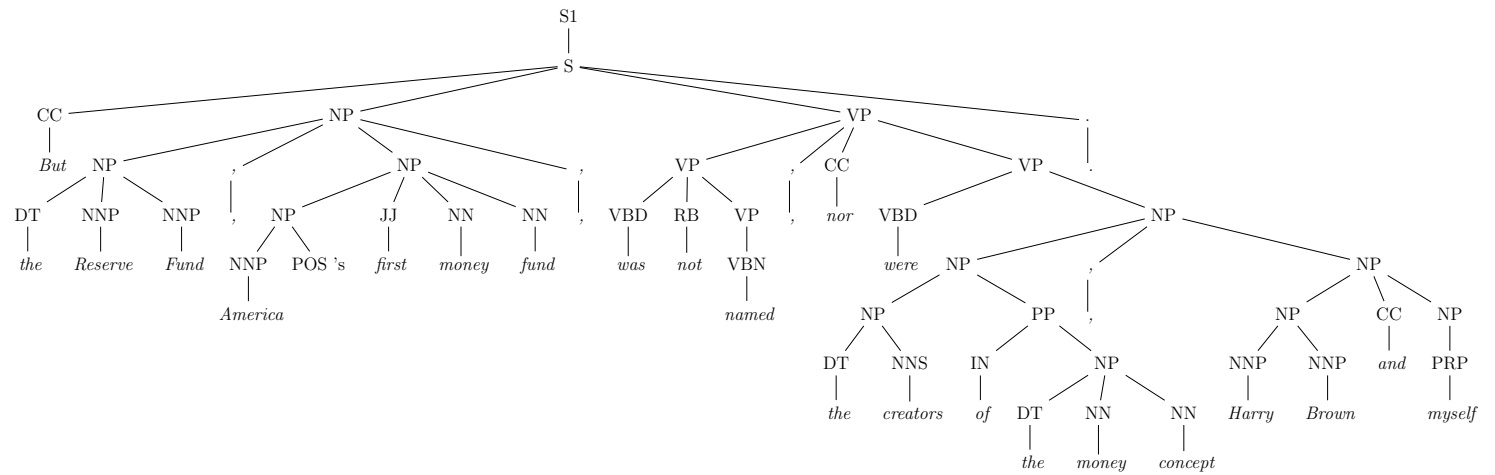 S1
S
CC NP VP .
But NP , NP , VP , CC VP .
DT NNP NNP , NP JJ NN NN , VBD RB VP , nor VBD NP
the Reserve Fund NNP POS 's first money fund was not VBN were NP , NP
America named NP PP , NP CC NP
DT NNS IN NP NNP NNP and PRP
the creators of DT NN NN Harry Brown myself
the money concept